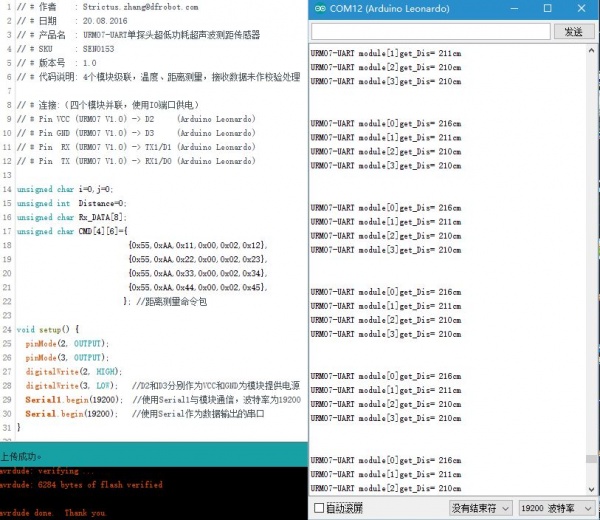 1 // # 作者    : Strictus.zhang@dfrobot.com
2 // # 日期    : 20.08.2016
3 // # 产品名  : URM07-UART单探头超低功耗超声波测距传感器
4 // # SKU     : SEN0153
5 // # 版本号  : 1.0
6 // # 代码说明: 4个模块级联，温度、距离测量，接收数据未作校验处理
7
8 // # 连接:（四个模块并联，使用IO端口供电）
9 // # Pin VCC (URM07 V1.0) -> D2     (Arduino Leonardo)
10 // # Pin GND (URM07 V1.0) -> D3     (Arduino Leonardo)
11 // # Pin  RX (URM07 V1.0) -> TX1/D1 (Arduino Leonardo)
12 // # Pin  TX (URM07 V1.0) -> RX1/D0 (Arduino Leonardo)
13
14 unsigned char i=0,j=0;
15 unsigned int  Distance=0;
16 unsigned char Rx_DATA[8];
17 unsigned char CMD[4][6]={
18 {0x55,0xAA,0x11,0x00,0x02,0x12},
19 {0x55,0xAA,0x22,0x00,0x02,0x23},
20 {0x55,0xAA,0x33,0x00,0x02,0x34},
21 {0x55,0xAA,0x44,0x00,0x02,0x45},
22 }; //距离测量命令包
23
24 void setup() {
25 pinMode(2, OUTPUT);
26 pinMode(3, OUTPUT);
27 digitalWrite(2, HIGH);
28 digitalWrite(3, LOW);   //D2和D3分别作为VCC和GND为模块提供电源
29 Serial1.begin(19200);  //使用Serial1与模块通信，波特率为19200
30 Serial.begin(19200);   //使用Serial作为数据输出的串口
31 }
上传成功。
avrdude: verifying ...
avrdude: 6284 bytes of flash verified
avrdude done.  Thank you.
COM12 (Arduino Leonardo)
发送
URM07-UART module[1]get_Dis= 211cm
URM07-UART module[2]get_Dis= 210cm
URM07-UART module[3]get_Dis= 210cm
URM07-UART module[0]get_Dis= 216cm
URM07-UART module[1]get_Dis= 211cm
URM07-UART module[2]get_Dis= 210cm
URM07-UART module[3]get_Dis= 210cm
URM07-UART module[0]get_Dis= 216cm
URM07-UART module[1]get_Dis= 211cm
URM07-UART module[2]get_Dis= 210cm
URM07-UART module[3]get_Dis= 210cm
URM07-UART module[0]get_Dis= 216cm
URM07-UART module[1]get_Dis= 211cm
URM07-UART module[2]get_Dis= 210cm
URM07-UART module[3]get_Dis= 210cm
URM07-UART module[0]get_Dis= 216cm
URM07-UART module[1]get_Dis= 211cm
URM07-UART module[2]get_Dis= 210cm
URM07-UART module[3]get_Dis= 210cm
URM07-UART module[0]get_Dis= 216cm
URM07-UART module[1]get_Dis= 211cm
URM07-UART module[2]get_Dis= 210cm
自动滚屏
没有结束符
19200 波特率